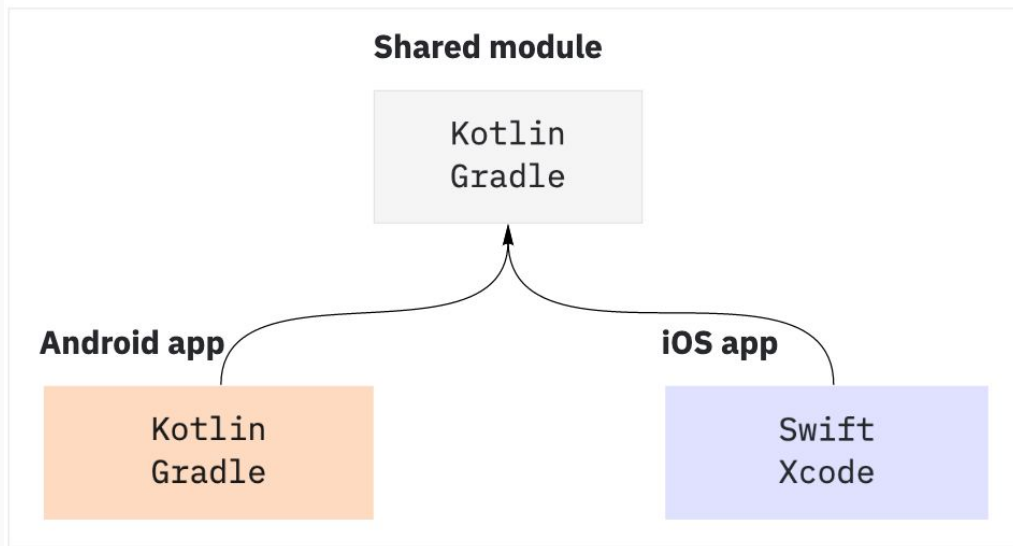 Shared module
Kotlin
Gradle
Android app
Kotlin
Gradle
iOS app
Swift
Xcode